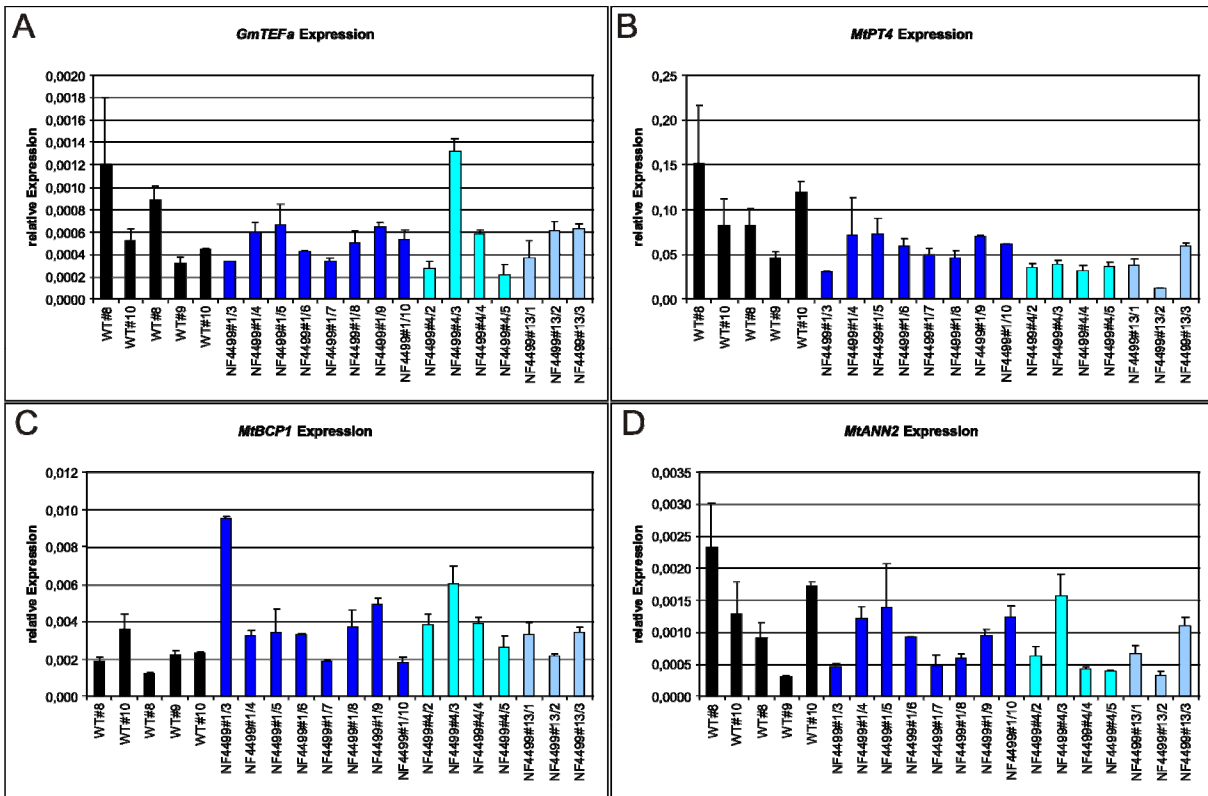 A
GmTEFa Expression
relative Expression
0,0020
0,0018
0,0016
0,0014
0,0012
0,0010
0,0008
0,0006
0,0004
0,0002
0,0000
WT#8
WT#10
WT#8
WT#9
WT#10
NF4499#1/3
NF4499#1/4
NF4499#1/5
NF4499#1/6
NF4499#1/7
NF4499#1/8
NF4499#1/9
NF4499#1/10
NF4499#4/2
NF4499#4/3
NF4499#4/4
NF4499#4/5
NF4499#13/1
NF4499#13/2
NF4499#13/3
B
MtPT4 Expression
relative Expression
0,25
0,20
0,15
0,10
0,05
0,00
WT#8
WT#10
WT#8
WT#9
WT#10
NF4499#1/3
NF4499#1/4
NF4499#1/5
NF4499#1/6
NF4499#1/7
NF4499#1/8
NF4499#1/9
NF4499#1/10
NF4499#4/2
NF4499#4/3
NF4499#4/4
NF4499#4/5
NF4499#13/1
NF4499#13/2
NF4499#13/3
C
MtBCP1 Expression
relative Expression
0,012
0,010
0,008
0,006
0,004
0,002
0,000
WT#8
WT#10
WT#8
WT#9
WT#10
NF4499#1/3
NF4499#1/4
NF4499#1/5
NF4499#1/6
NF4499#1/7
NF4499#1/8
NF4499#1/9
NF4499#1/10
NF4499#4/2
NF4499#4/3
NF4499#4/4
NF4499#4/5
NF4499#13/1
NF4499#13/2
NF4499#13/3
D
MtANN2 Expression
relative Expression
0,0035
0,0030
0,0025
0,0020
0,0015
0,0010
0,0005
0,0000
WT#8
WT#10
WT#8
WT#9
WT#10
NF4499#1/3
NF4499#1/4
NF4499#1/5
NF4499#1/6
NF4499#1/7
NF4499#1/8
NF4499#1/9
NF4499#1/10
NF4499#4/2
NF4499#4/3
NF4499#4/4
NF4499#4/5
NF4499#13/1
NF4499#13/2
NF4499#13/3